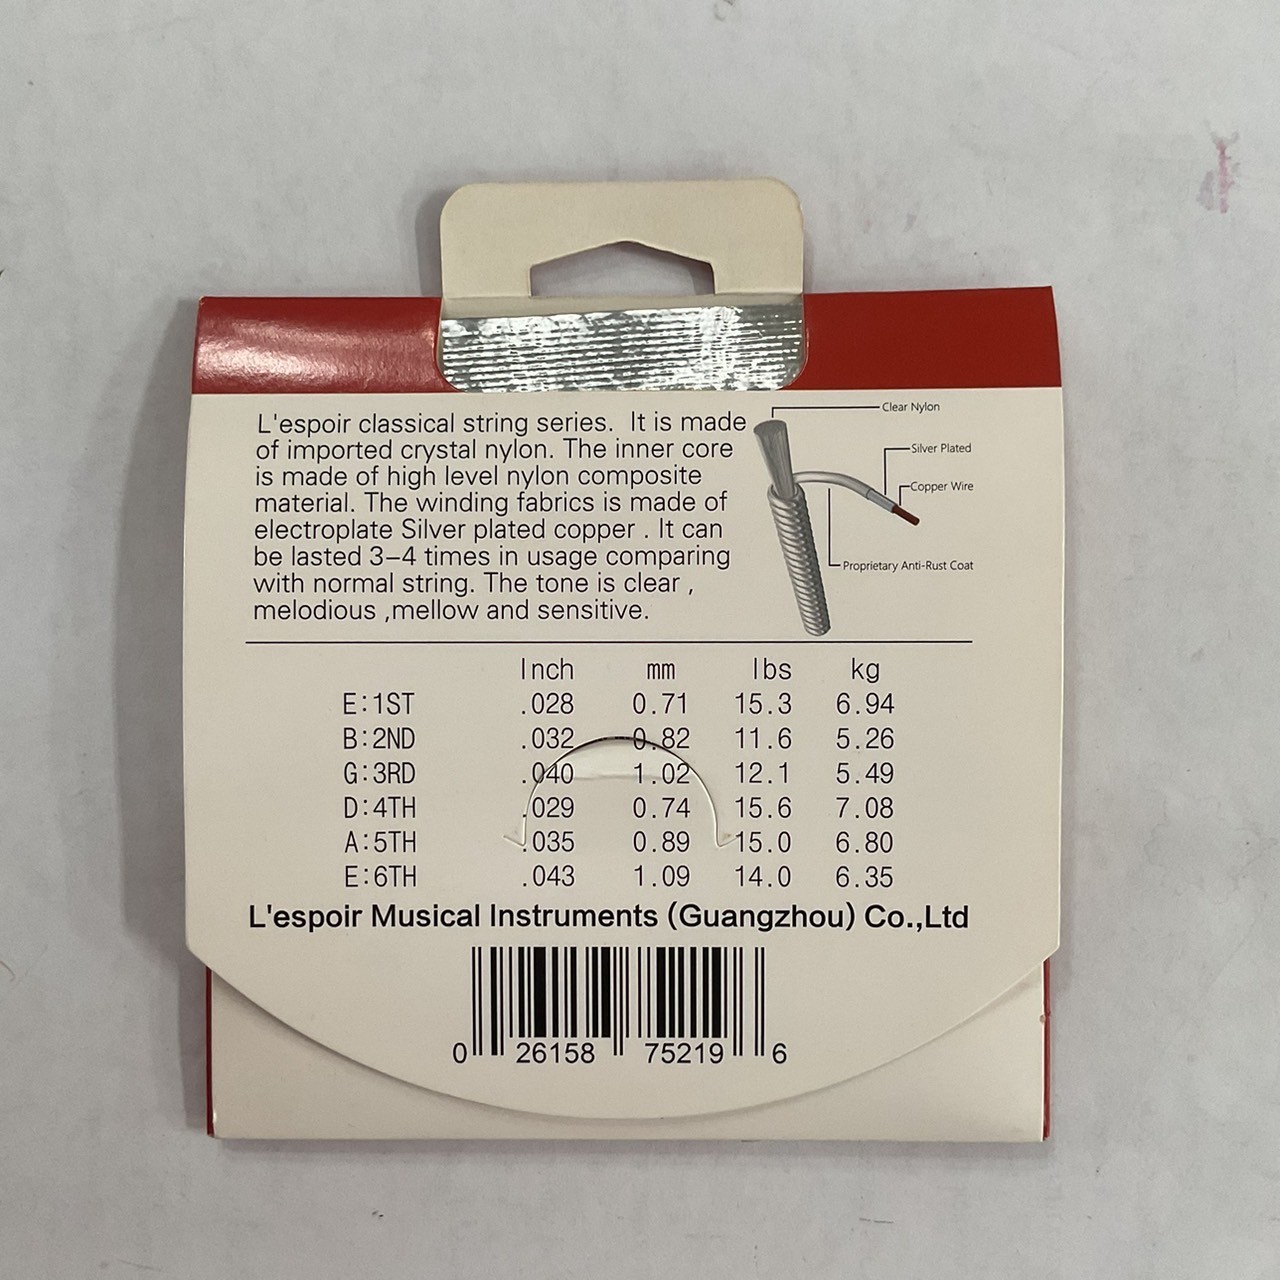 L'espoir classical string series. It is made
of imported crystal nylon. The inner core
is made of high level nylon composite
material. The winding fabrics is made of
electroplate Silver plated copper . It can
be lasted 3–4 times in usage comparing
with normal string. The tone is clear ,
melodious ,mellow and sensitive.
Clear Nylon
Silver Plated
Copper Wire
Proprietary Anti-Rust Coat
Inch mm lbs kg
E:1ST .028 0.71 15.3 6.94
B:2ND .032 0.82 11.6 5.26
G:3RD .040 1.02 12.1 5.49
D:4TH .029 0.74 15.6 7.08
A:5TH .035 0.89 15.0 6.80
E:6TH .043 1.09 14.0 6.35
L'espoir Musical Instruments (Guangzhou) Co.,Ltd
0 26158 75219 6